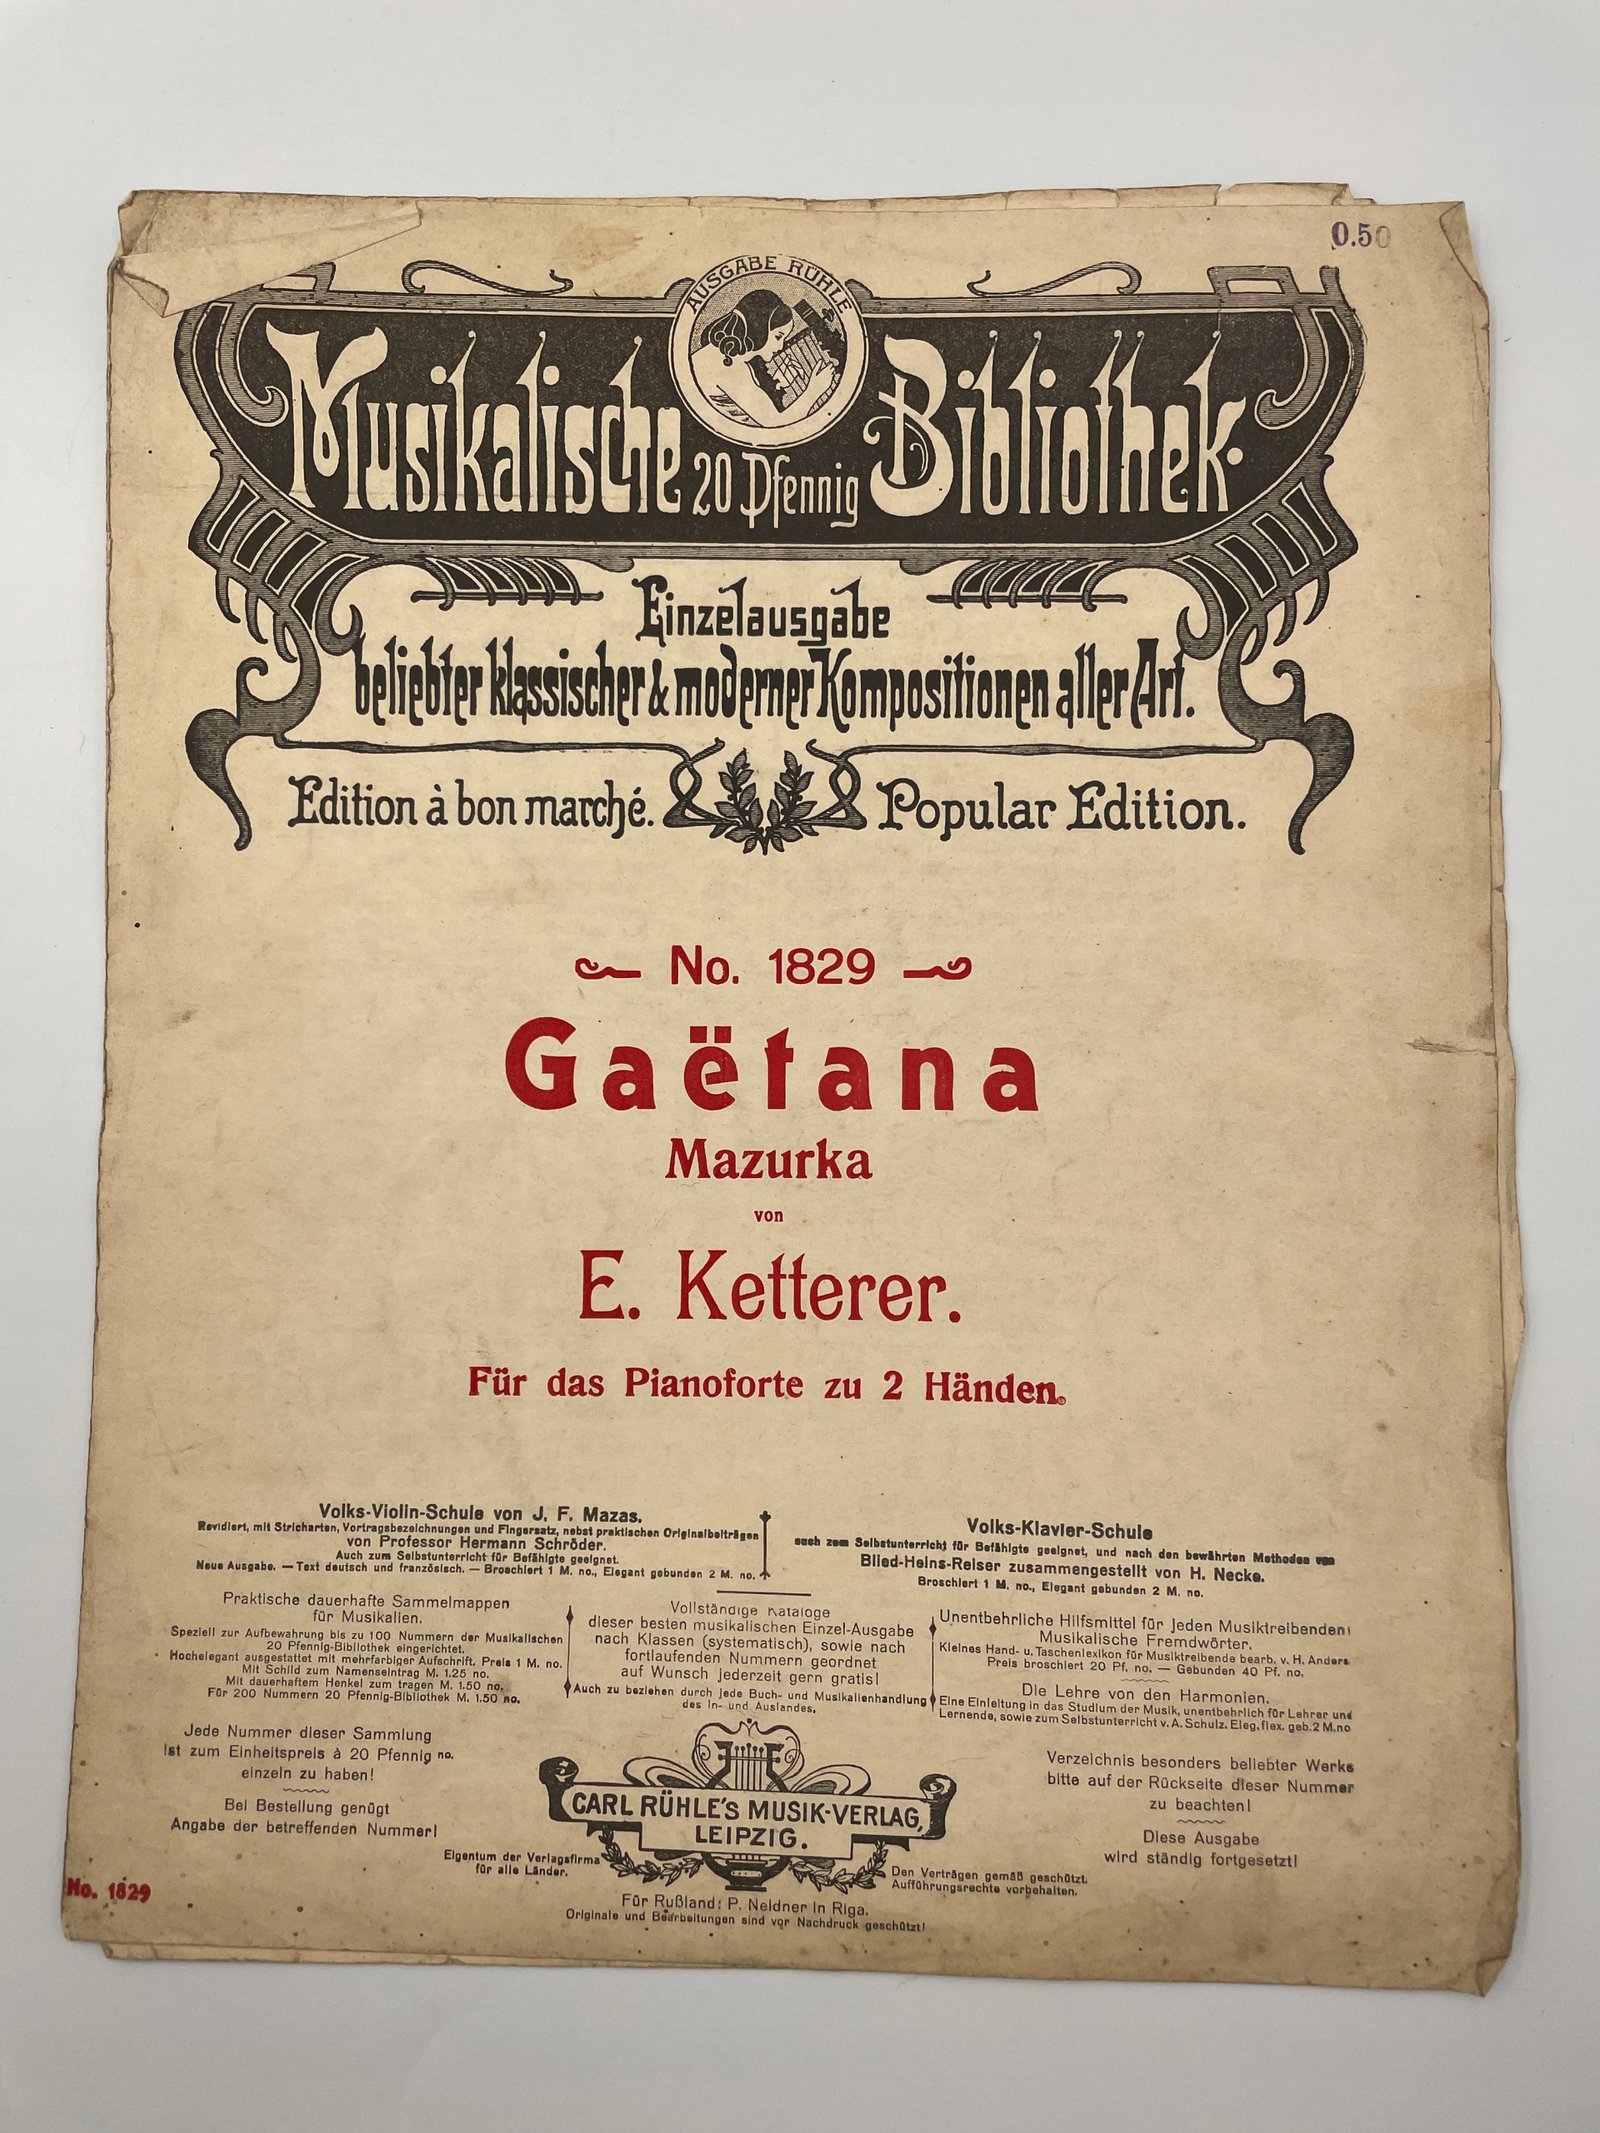 0.50
AUSGABE RÜHLE
Musikalische 20 Pfennig Bibliothek.
Einzelausgabe
beliebter klassischer & moderner Kompositionen aller Art.
Edition à bon marché. Popular Edition.
No. 1829
Gaëtana
Mazurka
von
E. Ketterer.
Für das Pianoforte zu 2 Händen.
Volks-Violin-Schule von J. F. Mazas.
Revidiert, mit Stricharten, Vortragsbezeichnungen und Fingersatz, nebst praktischen Originalbeiträgen
von Professor Hermann Schröder.
Auch zum Selbstunterricht für Befähigte geeignet.
Neue Ausgabe. — Text deutsch und französisch. — Broschiert 1 M. no., Elegant gebunden 2 M. no.
Volks-Klavier-Schule
auch zum Selbstunterricht für Befähigte geeignet, und nach den bewährten Methoden von
Blied-Heins-Reiser zusammengestellt von H. Necke.
Broschiert 1 M. no., Elegant gebunden 2 M. no.
Praktische dauerhafte Sammelmappen
für Musikalien.
Speziell zur Aufbewahrung bis zu 100 Nummern der Musikalischen
20 Pfennig-Bibliothek eingerichtet.
Hochelegant ausgestattet mit mehrfarbiger Aufschrift. Preis 1 M. no.
Mit Schild zum Namenseintrag M. 1.25 no.
Mit dauerhaftem Henkel zum tragen M. 1.50 no.
Für 200 Nummern 20 Pfennig-Bibliothek M. 1.50 no.
Vollständige Kataloge
dieser besten musikalischen Einzel-Ausgabe
nach Klassen (systematisch), sowie nach
fortlaufenden Nummern geordnet
auf Wunsch jederzeit gern gratis!
Auch zu beziehen durch jede Buch- und Musikalienhandlung
des In- und Auslandes.
Unentbehrliche Hilfsmittel für jeden Musiktreibenden!
Musikalische Fremdwörter.
Kleines Hand- u. Taschenlexikon für Musiktreibende bearb. v. H. Anders
Preis broschiert 20 Pf. no. — Gebunden 40 Pf. no.
Die Lehre von den Harmonien.
Eine Einleitung in das Studium der Musik, unentbehrlich für Lehrer und
Lernende, sowie zum Selbstunterricht v. A. Schulz. Eleg. flex. geb. 2 M. no
Jede Nummer dieser Sammlung
ist zum Einheitspreis à 20 Pfennig no.
einzeln zu haben!
Bei Bestellung genügt
Angabe der betreffenden Nummer!
Verzeichnis besonders beliebter Werke
bitte auf der Rückseite dieser Nummer
zu beachten!
Diese Ausgabe
wird ständig fortgesetzt!
CARL RÜHLE'S MUSIK-VERLAG,
LEIPZIG.
Eigentum der Verlagsfirma
für alle Länder.
Den Verträgen gemäß geschützt.
Aufführungsrechte vorbehalten.
Für Rußland: P. Neldner in Riga.
Originale und Bearbeitungen sind vor Nachdruck geschützt!
No. 1829